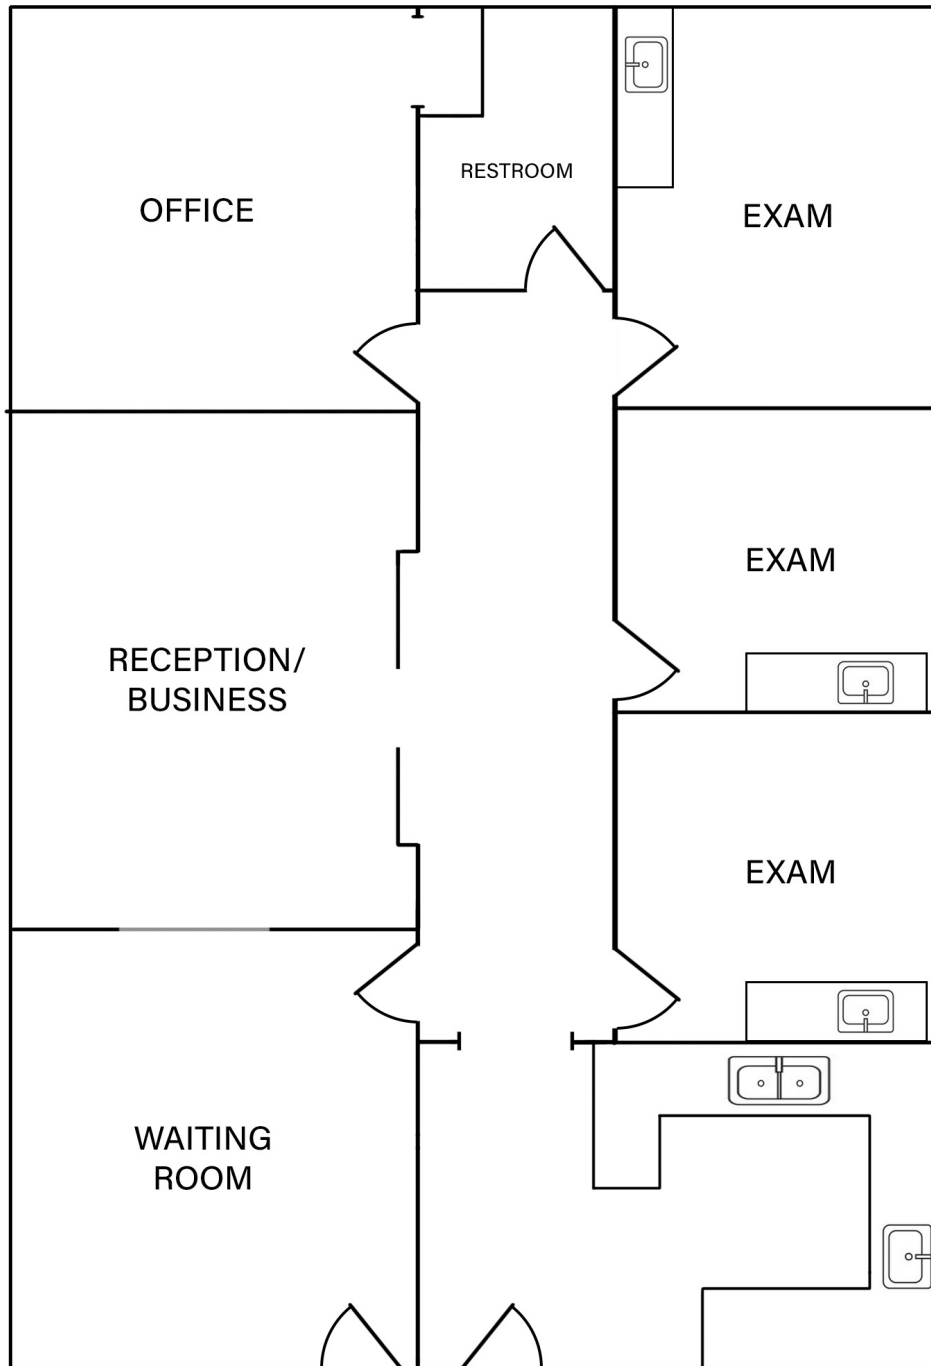 RESTROOM
OFFICE
EXAM
EXAM
RECEPTION/
BUSINESS
EXAM
WAITING
ROOM